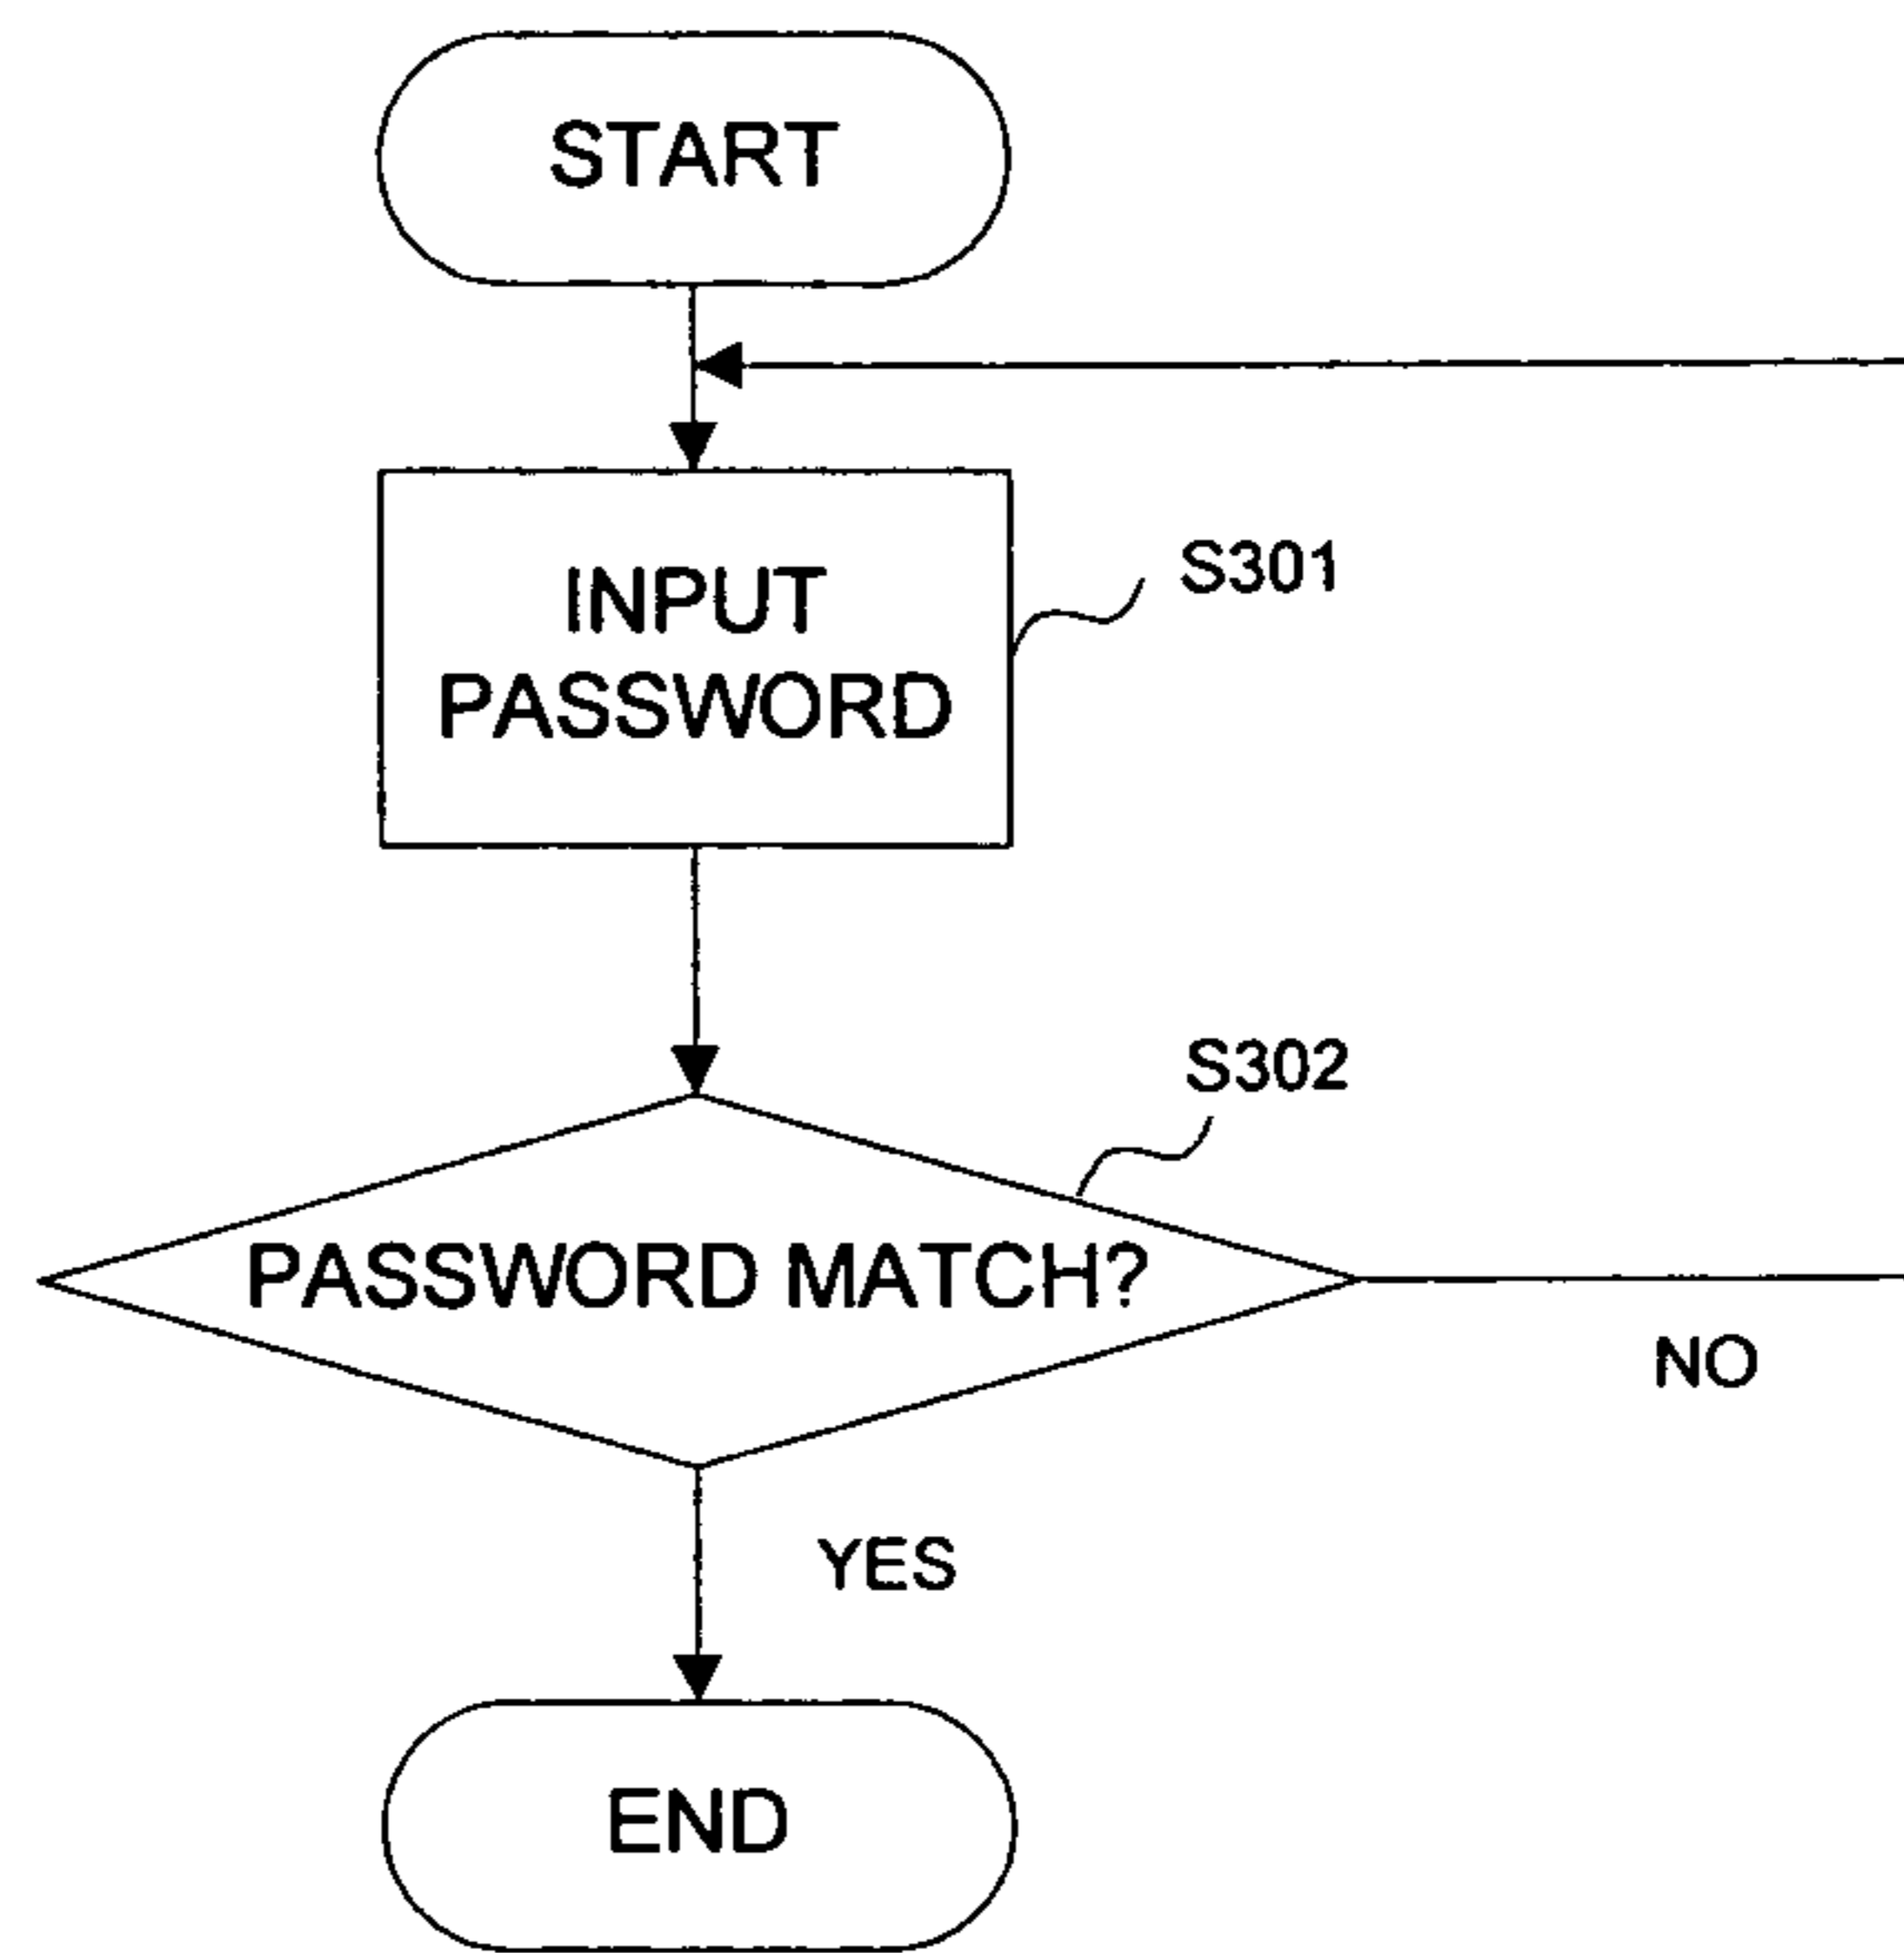 START
INPUT
PASSWORD
S301
S302
PASSWORD MATCH?
NO
YES
END